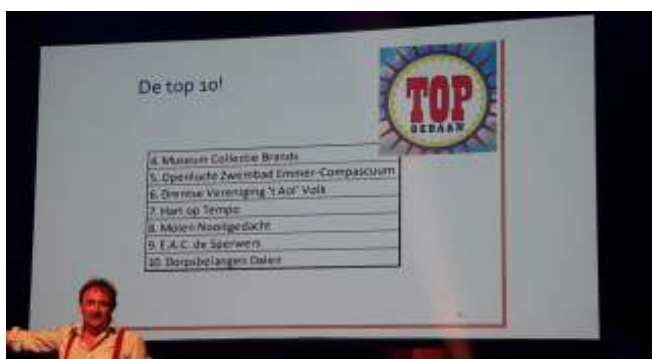 De top 10!
TOP
GEDAAN
4. Museum Collectie Brands
5. Openlucht Zwembad Emmer-Compascuum
6. Drentse Vereniging 't Aol' Volk
7. Hart op Tempo
8. Molen Nooitgedacht
9. E.A.C. de Sperwers
10. Dorpsbelangen Dalen